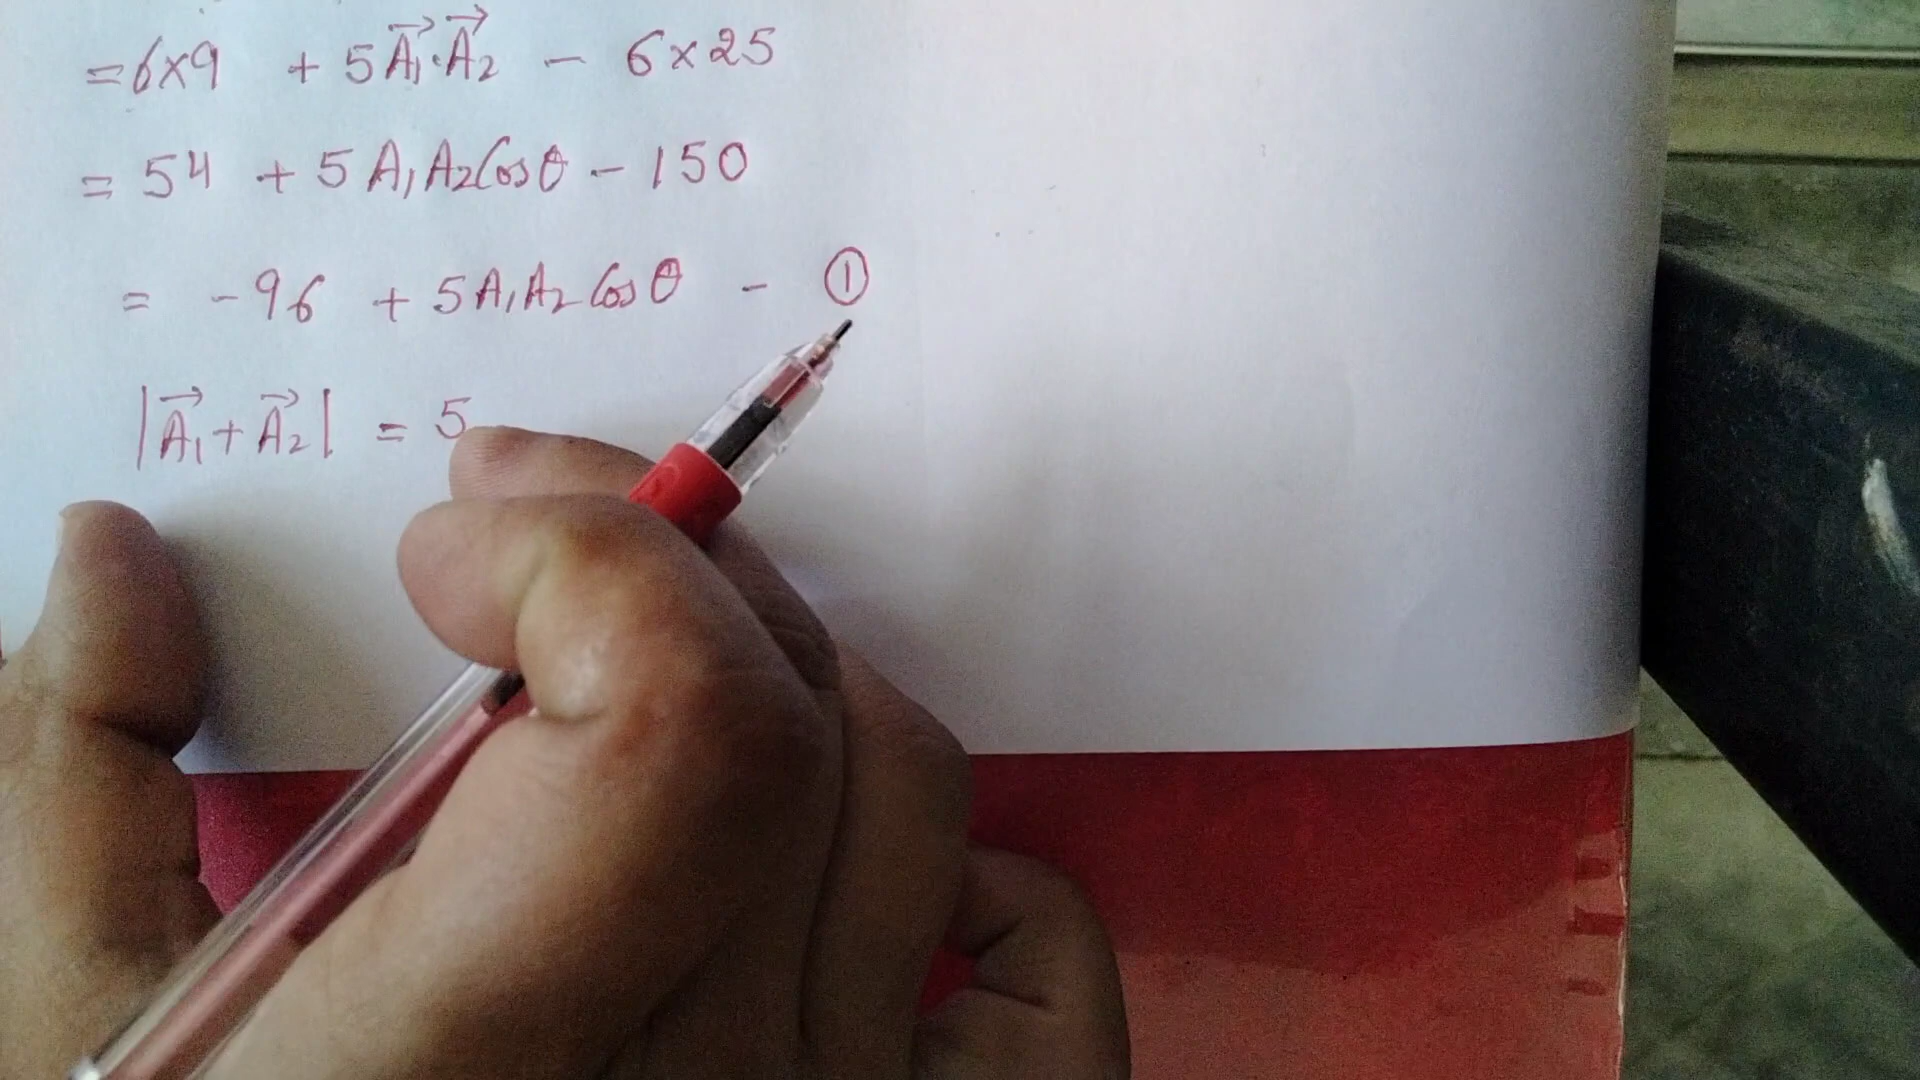 =6×9 + 5A⃗₁·A⃗₂ - 6×25
= 54 + 5A₁A₂Cosθ - 150
= -96 + 5A₁A₂Cosθ - ①
|A⃗₁+A⃗₂| = 5